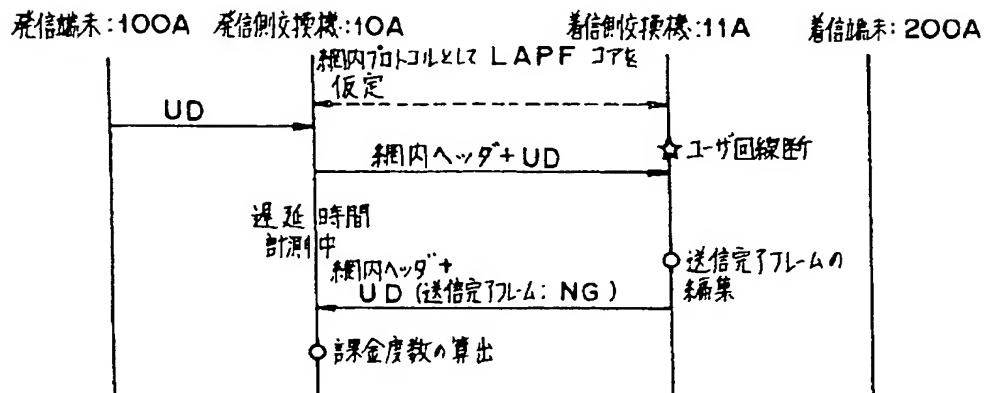 発信端末:100A 発信側交換機:10A 着信側交換機:11A 着信端末:200A
網内プロトコルとして LAPF コアを
仮定
UD
ユーザ回線断
網内ヘッダ+UD
遅延時間
計測中
送信完了フレームの
編集
網内ヘッダ+
UD (送信完了フレーム: NG)
課金度数の算出